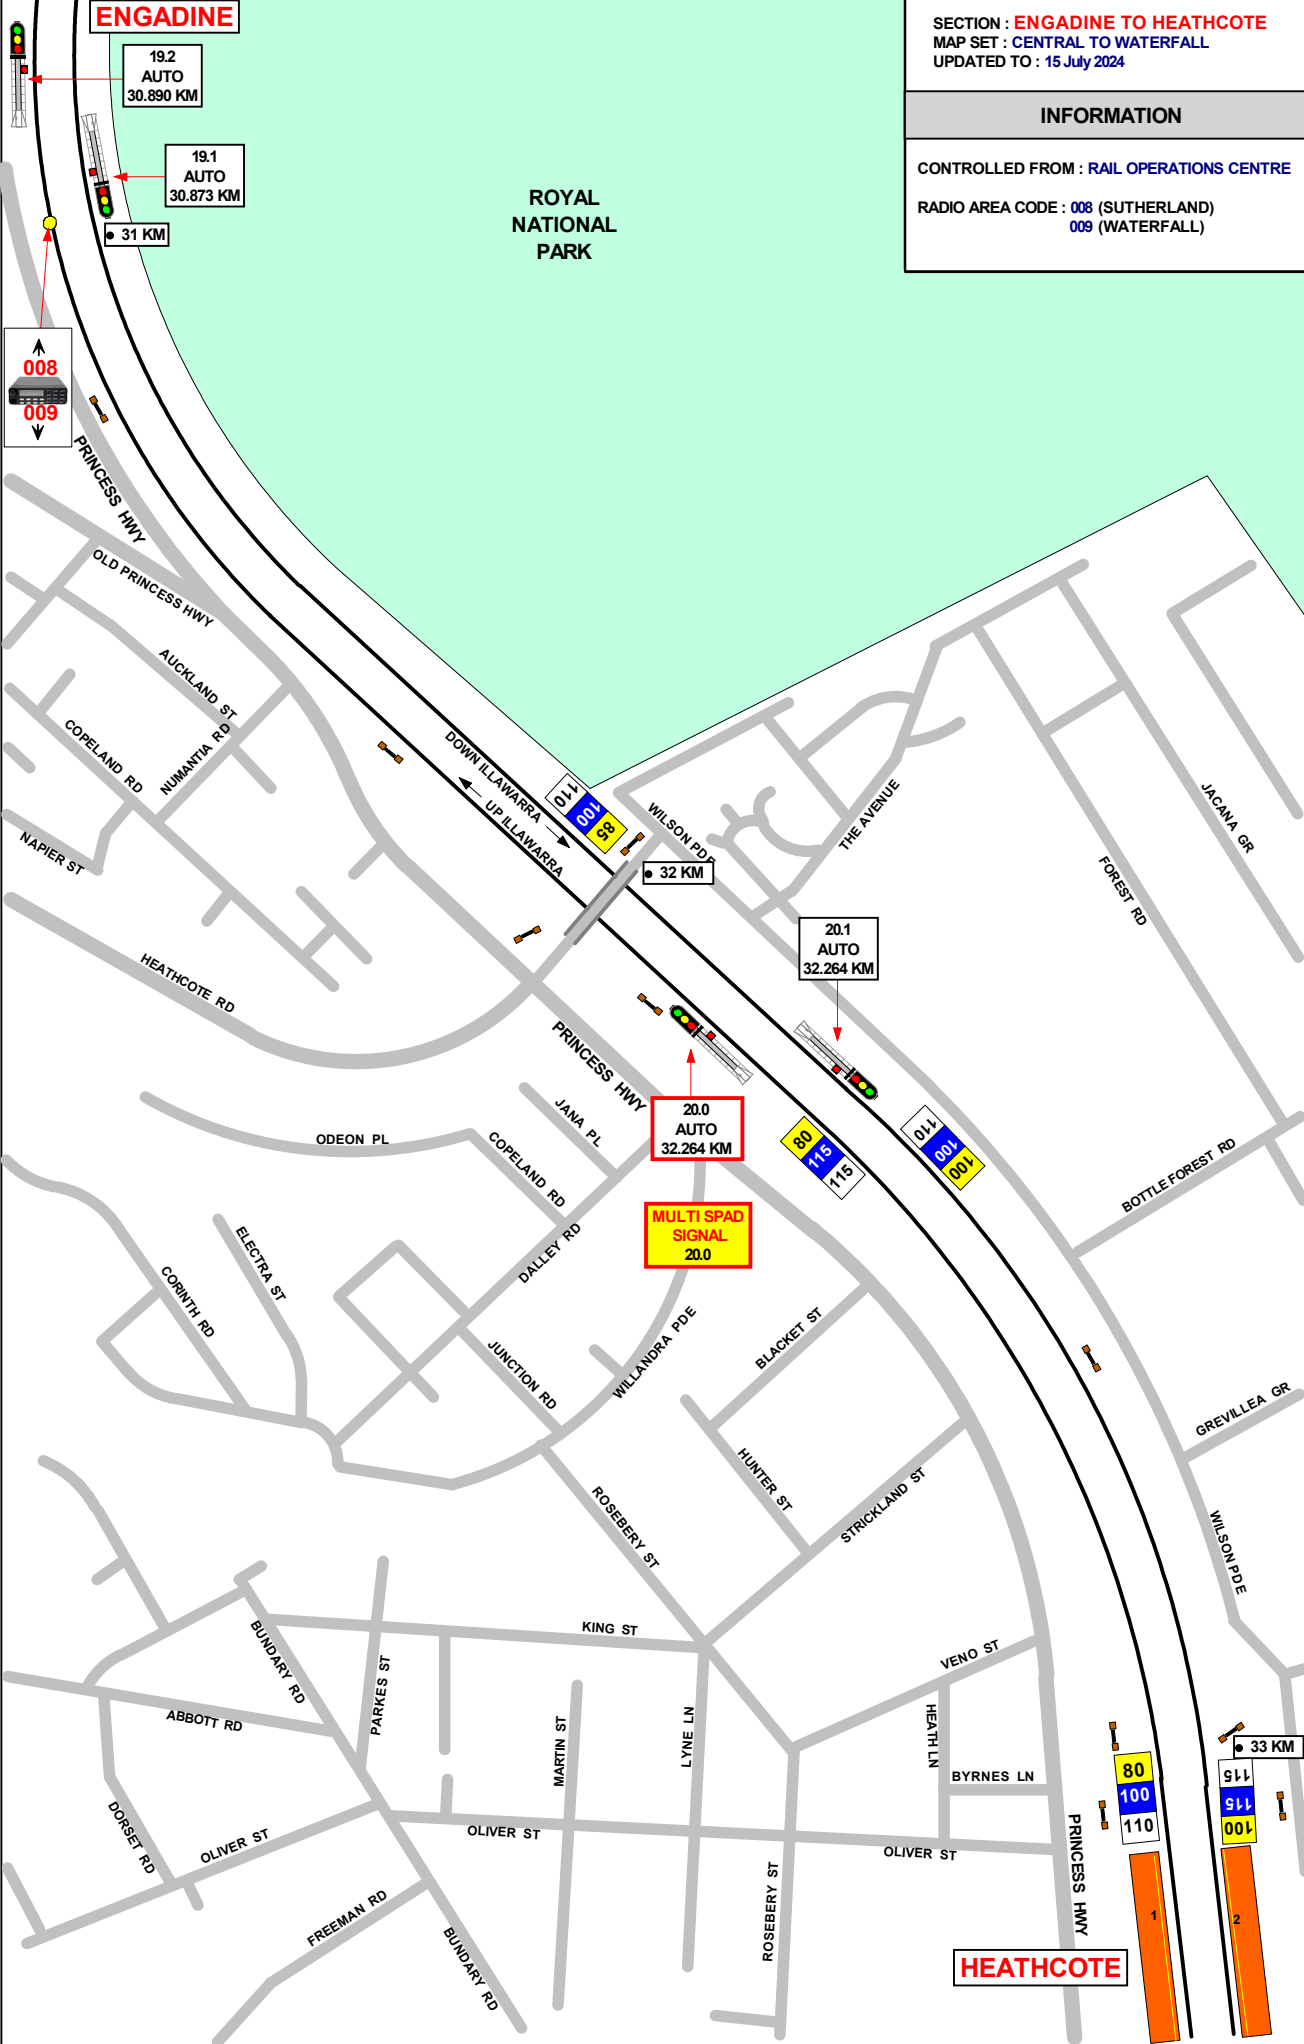 ENGADINE
SECTION : ENGADINE TO HEATHCOTE
MAP SET : CENTRAL TO WATERFALL
UPDATED TO : 15 July 2024
INFORMATION
CONTROLLED FROM : RAIL OPERATIONS CENTRE
RADIO AREA CODE : 008 (SUTHERLAND)
009 (WATERFALL)
19.2
AUTO
30.890 KM
19.1
AUTO
30.873 KM
31 KM
ROYAL
NATIONAL
PARK
008
009
PRINCESS HWY
OLD PRINCESS HWY
AUCKLAND ST
NUMANTIA RD
COPELAND RD
NAPIER ST
HEATHCOTE RD
DOWN ILLAWARRA
UP ILLAWARRA
110
100
85
WILSON PDE
32 KM
THE AVENUE
JACANA GR
FOREST RD
20.1
AUTO
32.264 KM
PRINCESS HWY
20.0
AUTO
32.264 KM
MULTI SPAD
SIGNAL
20.0
80
115
115
110
100
100
BOTTLE FOREST RD
JANA PL
ODEON PL
COPELAND RD
DALLEY RD
ELECTRA ST
CORINTH RD
JUNCTION RD
WILLANDRA PDE
BLACKET ST
HUNTER ST
STRICKLAND ST
GREVILLEA GR
WILSON PDE
ROSEBERY ST
KING ST
BUNDARY RD
PARKES ST
ABBOTT RD
MARTIN ST
LYNE LN
VENO ST
HEATH LN
BYRNES LN
33 KM
80
100
110
115
115
100
DORSET RD
OLIVER ST
OLIVER ST
OLIVER ST
PRINCESS HWY
FREEMAN RD
BUNDARY RD
ROSEBERY ST
1
2
HEATHCOTE